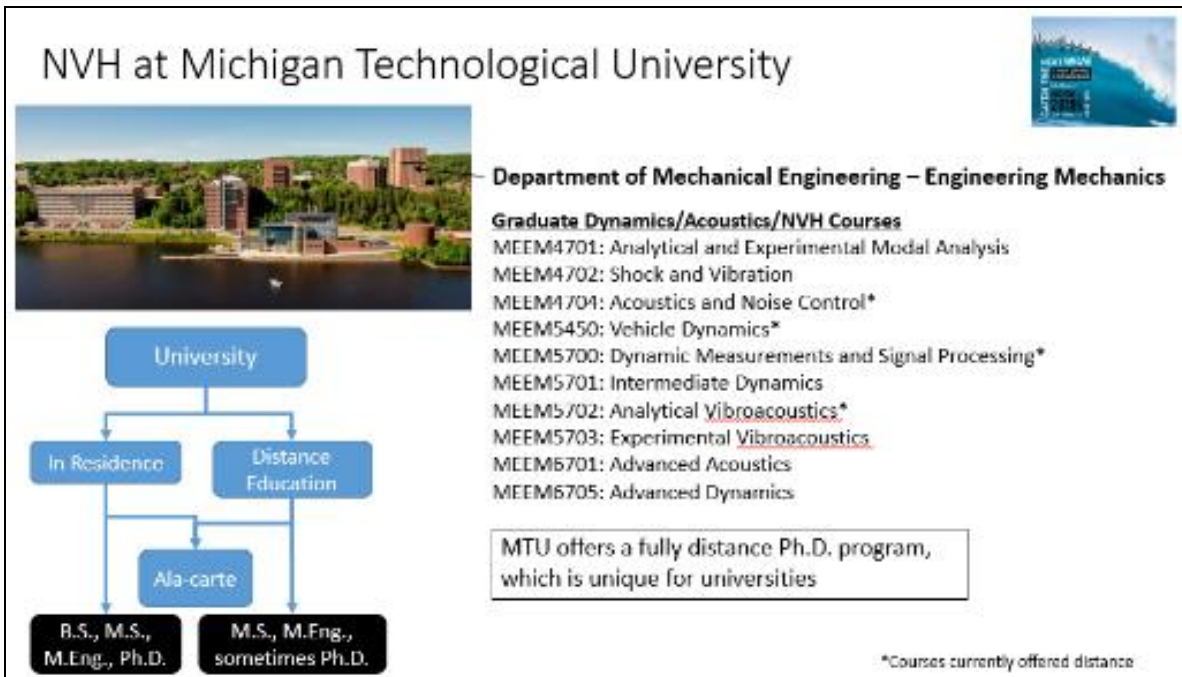 NVH at Michigan Technological University
Department of Mechanical Engineering – Engineering Mechanics
Graduate Dynamics/Acoustics/NVH Courses
MEEM4701: Analytical and Experimental Modal Analysis
MEEM4702: Shock and Vibration
MEEM4704: Acoustics and Noise Control*
MEEM5450: Vehicle Dynamics*
MEEM5700: Dynamic Measurements and Signal Processing*
MEEM5701: Intermediate Dynamics
MEEM5702: Analytical Vibroacoustics*
MEEM5703: Experimental Vibroacoustics
MEEM6701: Advanced Acoustics
MEEM6705: Advanced Dynamics
MTU offers a fully distance Ph.D. program,
which is unique for universities
*Courses currently offered distance
University
In Residence
Distance
Education
Ala-carte
B.S., M.S.,
M.Eng., Ph.D.
M.S., M.Eng.,
sometimes Ph.D.